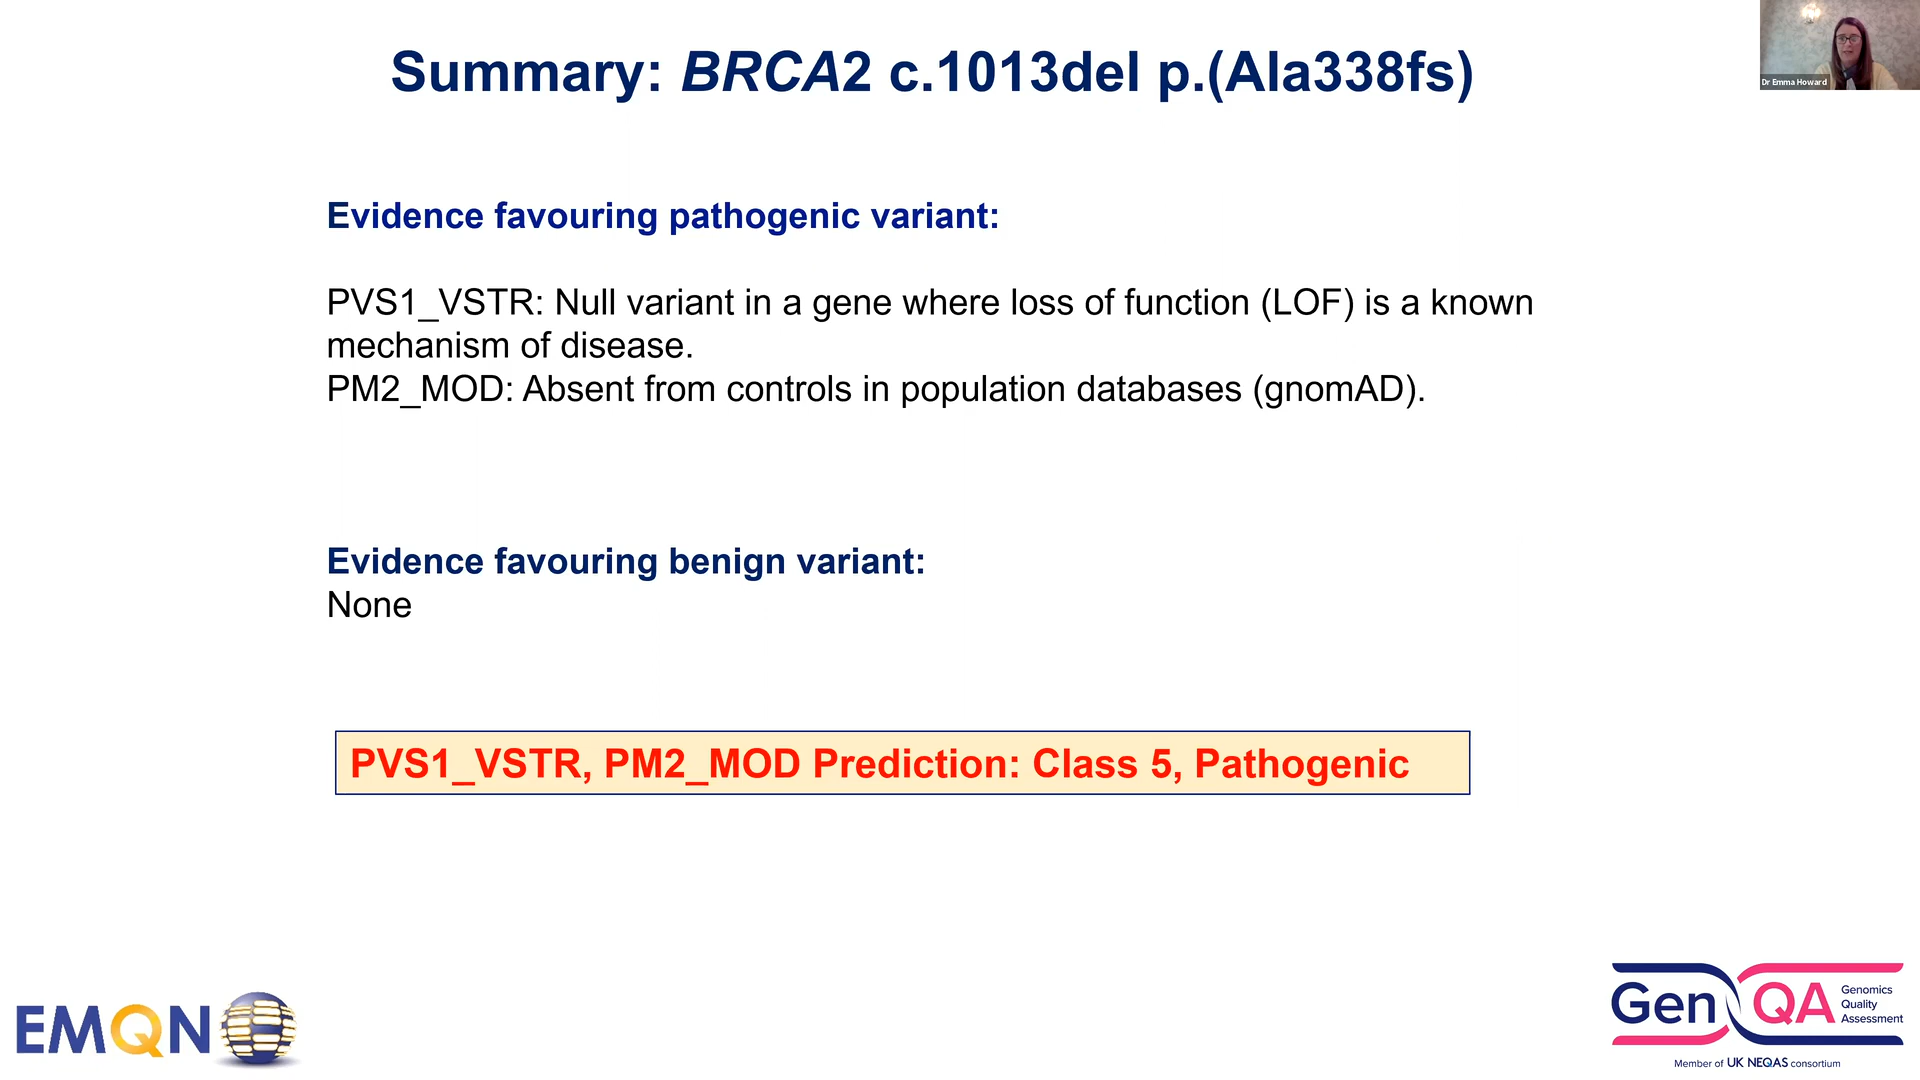 Summary: BRCA2 c.1013del p.(Ala338fs)
Dr Emma Howard
Evidence favouring pathogenic variant:
PVS1_VSTR: Null variant in a gene where loss of function (LOF) is a known
mechanism of disease.
PM2_MOD: Absent from controls in population databases (gnomAD).
Evidence favouring benign variant:
None
PVS1_VSTR, PM2_MOD Prediction: Class 5, Pathogenic
EMQN
GenQA
Genomics
Quality
Assessment
Member of UK NEQAS consortium